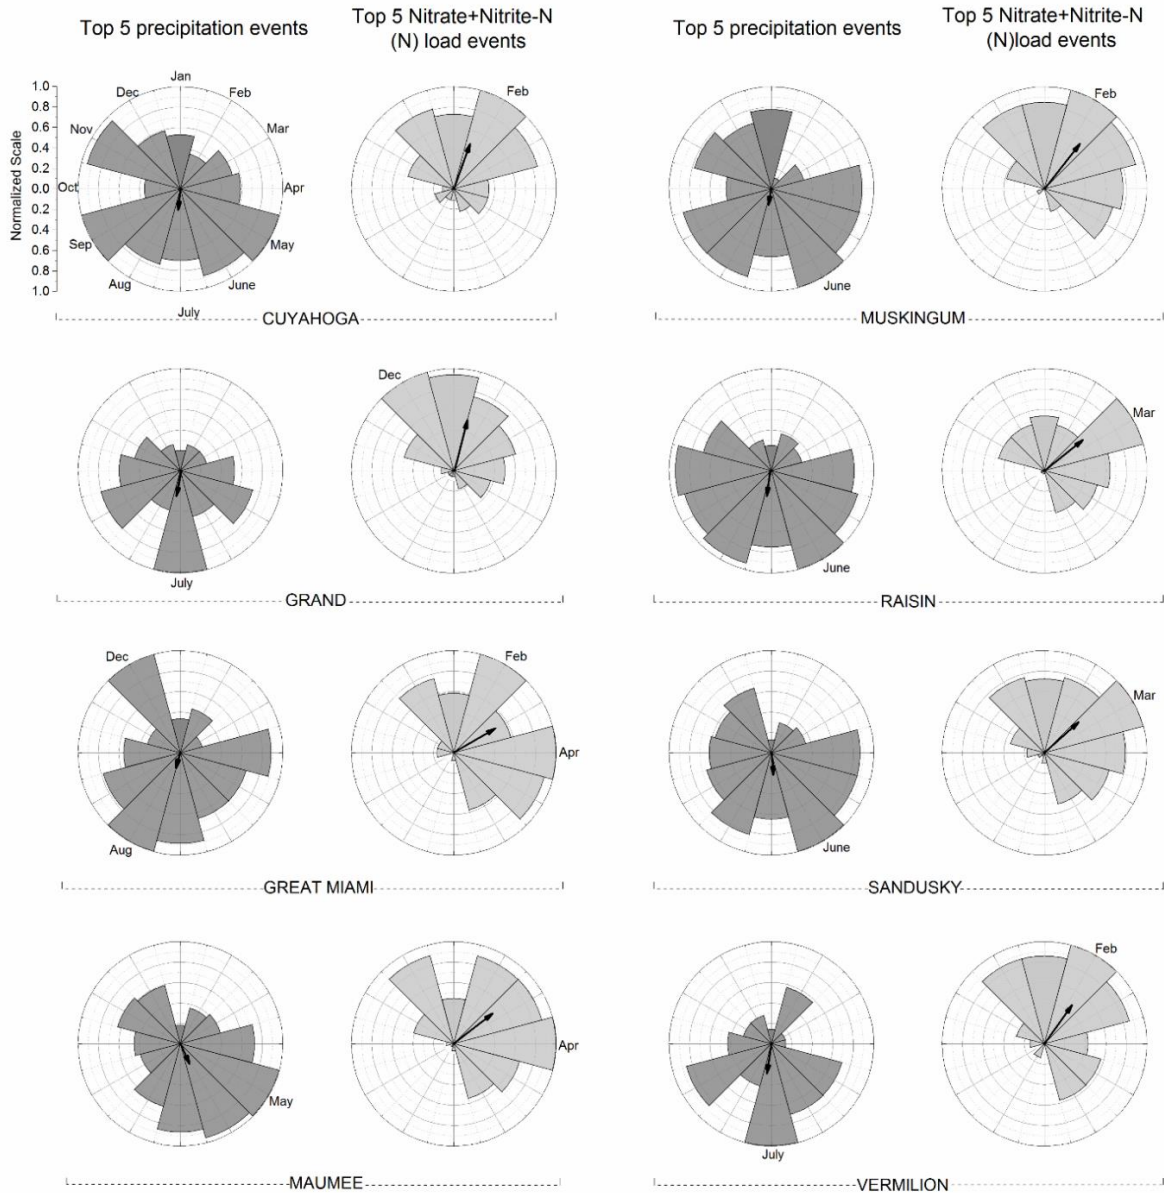 Top 5 precipitation events
Top 5 Nitrate+Nitrite-N
(N) load events
Top 5 precipitation events
Top 5 Nitrate+Nitrite-N
(N)load events
Normalized Scale
1.0
0.8
0.6
0.4
0.2
0.0
0.2
0.4
0.6
0.8
1.0
Jan
Feb
Mar
Apr
May
June
July
Aug
Sep
Oct
Nov
Dec
Feb
CUYAHOGA
June
Feb
MUSKINGUM
July
Dec
GRAND
June
Mar
RAISIN
Dec
Aug
Feb
Apr
GREAT MIAMI
June
Mar
SANDUSKY
May
Apr
MAUMEE
July
Feb
VERMILION